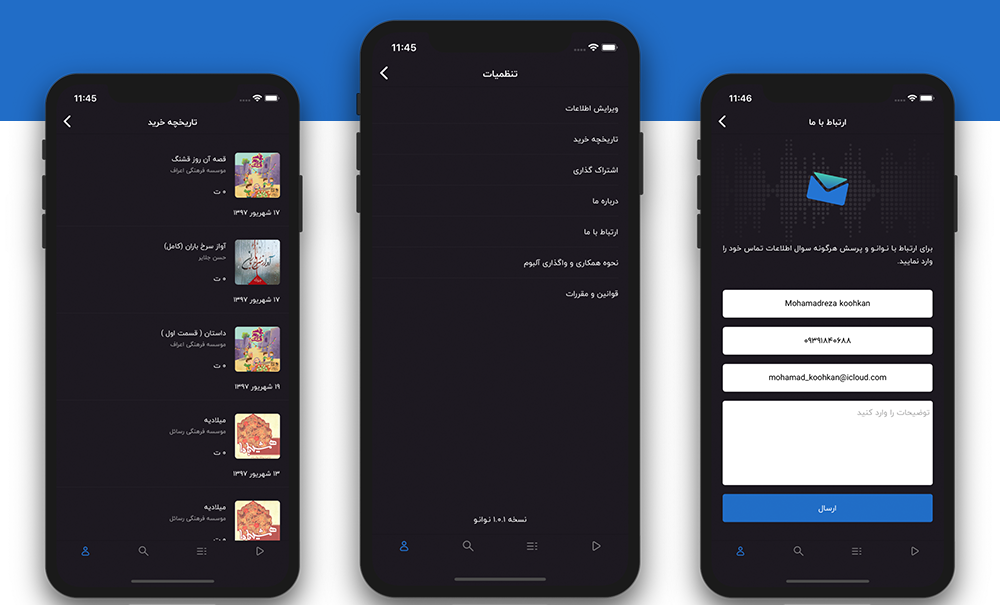 11:45
تاریخچه خرید
قصه آن روز قشنگ
موسسه فرهنگی اعراف
۰ ت
۱۷ شهریور ۱۳۹۷
آواز سرخ باران (کامل)
حسن جلایر
۰ ت
۱۷ شهریور ۱۳۹۷
داستان ( قسمت اول )
موسسه فرهنگی اعراف
۰ ت
۱۹ شهریور ۱۳۹۷
میلادیه
موسسه فرهنگی رسائل
۰ ت
۱۳ شهریور ۱۳۹۷
میلادیه
موسسه فرهنگی رسائل
۰ ت
11:45
تنظمیات
ویرایش اطلاعات
تاریخچه خرید
اشتراک گذاری
درباره ما
ارتباط با ما
نحوه همکاری و واگذاری آلبوم
قوانین و مقررات
نسخه ۱.۰.۱ نوانو
11:46
ارتباط با ما
برای ارتباط با نوانو و پرسش هرگونه سوال اطلاعات تماس خود را
وارد نمایید.
Mohamadreza koohkan
۰۹۳۹۱۸۴۰۶۸۸
mohamad_koohkan@icloud.com
توضیحات را وارد کنید
ارسال